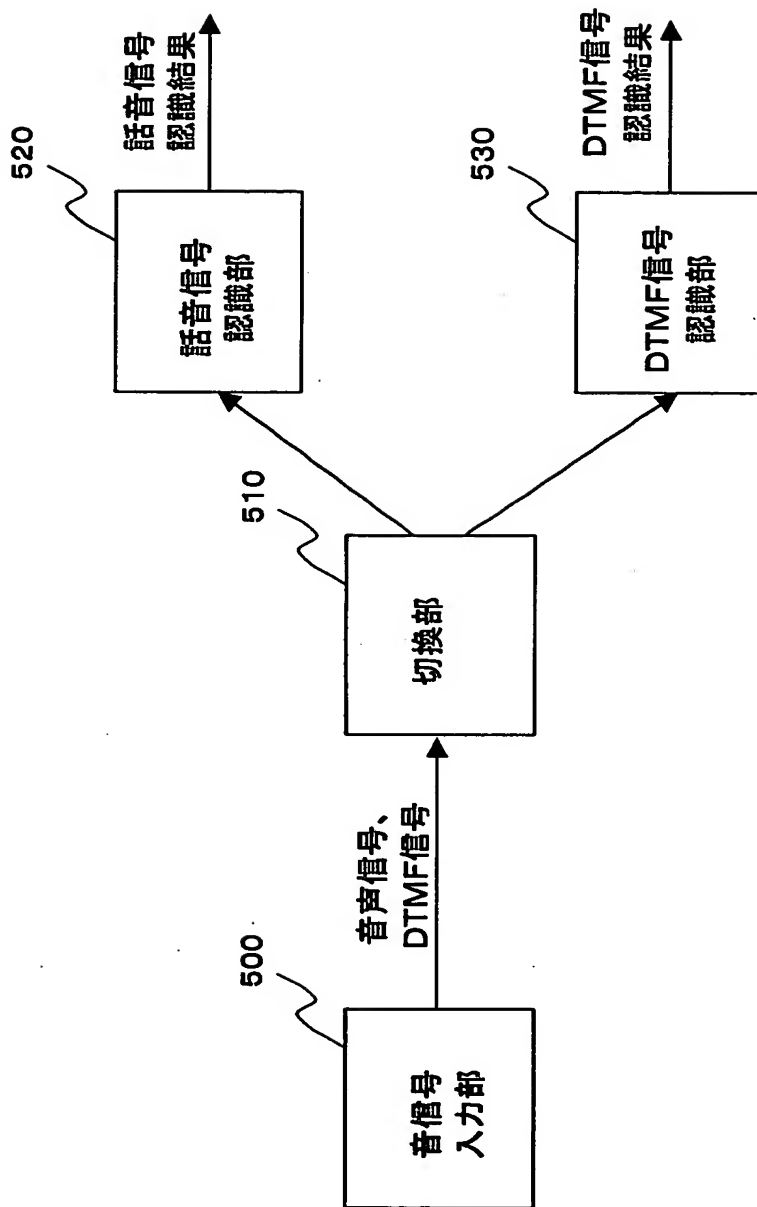 500
音信号
入力部
音声信号、
DTMF信号
510
切換部
520
話音信号
認識部
話音信号
認識結果
530
DTMF信号
認識部
DTMF信号
認識結果